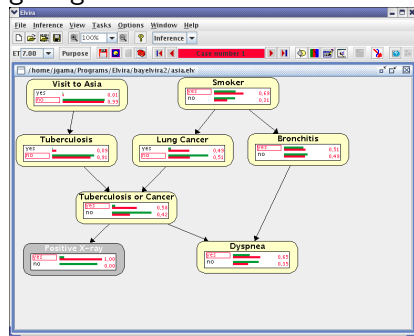 Elvira
File Inference View Tasks Options Window Help
100% Inference
ET 7.00 Purpose
/home/jgama/Programs/Elvira/bayelvira2/asia.elv
Visit to Asia
yes 0,01
no 0,99
Smoker
yes 0,69
no 0,31
Tuberculosis
yes 0,09
no 0,91
Lung Cancer
yes 0,49
no 0,51
Bronchitis
yes 0,51
no 0,49
Tuberculosis or Cancer
yes 0,58
no 0,42
Positive X-ray
yes 1.00
no 0.00
Dyspnea
yes 0,65
no 0,35